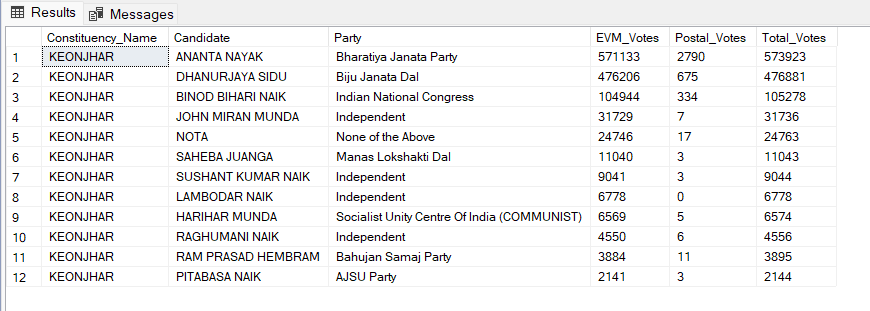 Results Messages
Constituency_Name Candidate Party EVM_Votes Postal_Votes Total_Votes
1 KEONJHAR ANANTA NAYAK Bharatiya Janata Party 571133 2790 573923
2 KEONJHAR DHANURJAYA SIDU Biju Janata Dal 476206 675 476881
3 KEONJHAR BINOD BIHARI NAIK Indian National Congress 104944 334 105278
4 KEONJHAR JOHN MIRAN MUNDA Independent 31729 7 31736
5 KEONJHAR NOTA None of the Above 24746 17 24763
6 KEONJHAR SAHEBA JUANGA Manas Lokshakti Dal 11040 3 11043
7 KEONJHAR SUSHANT KUMAR NAIK Independent 9041 3 9044
8 KEONJHAR LAMBODAR NAIK Independent 6778 0 6778
9 KEONJHAR HARIHAR MUNDA Socialist Unity Centre Of India (COMMUNIST) 6569 5 6574
10 KEONJHAR RAGHUMANI NAIK Independent 4550 6 4556
11 KEONJHAR RAM PRASAD HEMBRAM Bahujan Samaj Party 3884 11 3895
12 KEONJHAR PITABASA NAIK AJSU Party 2141 3 2144